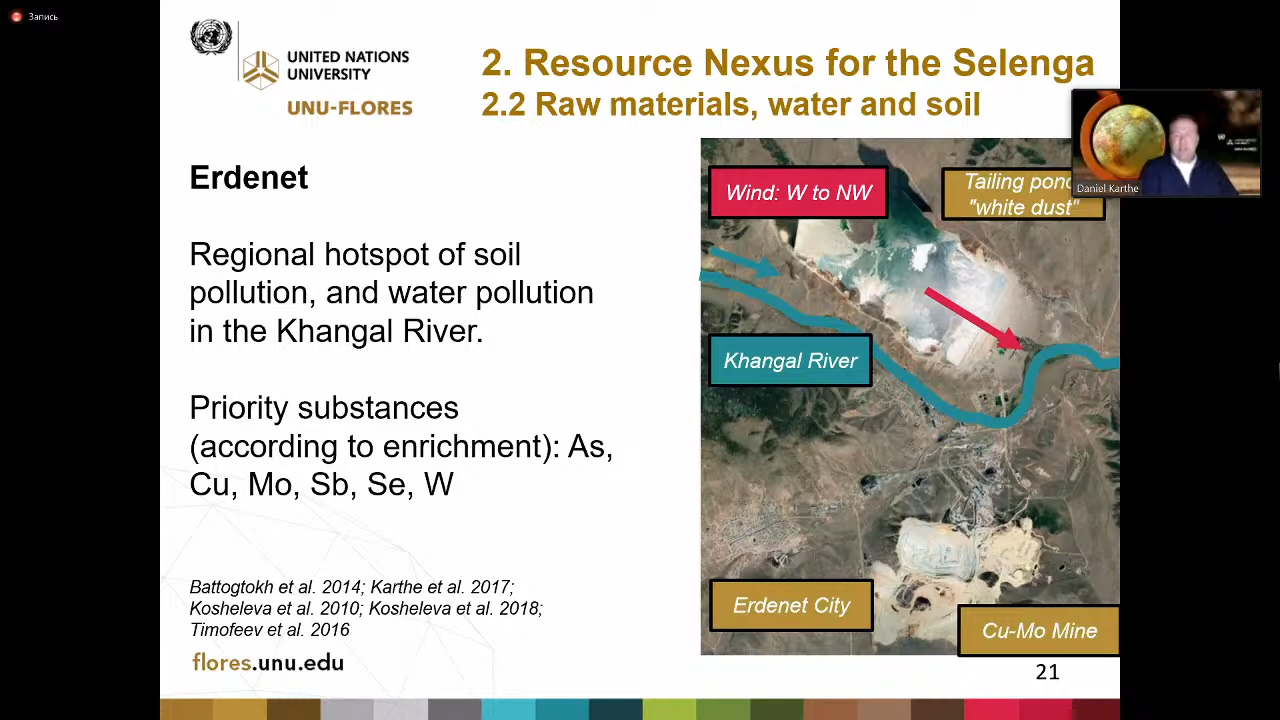 Запись
UNITED NATIONS
UNIVERSITY
UNU-FLORES
2. Resource Nexus for the Selenga
2.2 Raw materials, water and soil
Daniel Karthe
Erdenet
Regional hotspot of soil
pollution, and water pollution
in the Khangal River.
Priority substances
(according to enrichment): As,
Cu, Mo, Sb, Se, W
Battogtokh et al. 2014; Karthe et al. 2017;
Kosheleva et al. 2010; Kosheleva et al. 2018;
Timofeev et al. 2016
flores.unu.edu
Wind: W to NW
Tailing pond
"white dust"
Khangal River
Erdenet City
Cu-Mo Mine
21